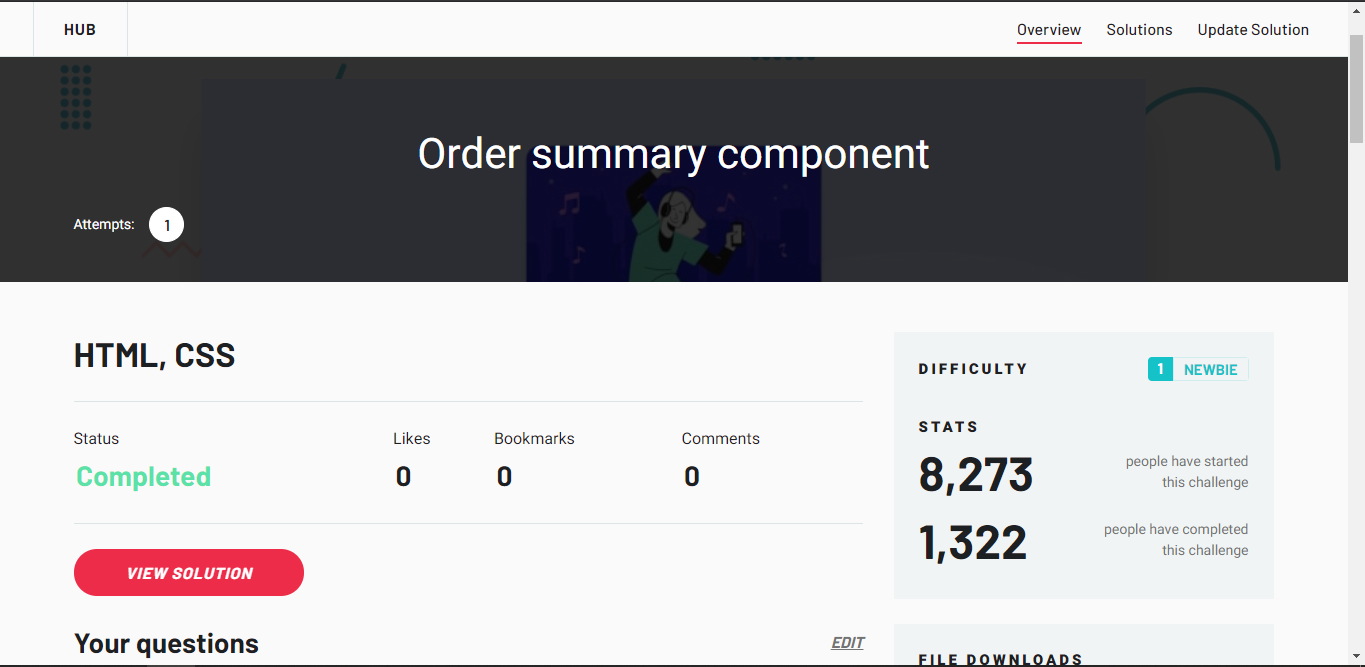 HUB
Overview Solutions Update Solution
Order summary component
Attempts: 1
HTML, CSS
Status Likes Bookmarks Comments
Completed 0 0 0
VIEW SOLUTION
Your questions EDIT
DIFFICULTY 1 NEWBIE
STATS
8,273 people have started
this challenge
1,322 people have completed
this challenge
FILE DOWNLOADS